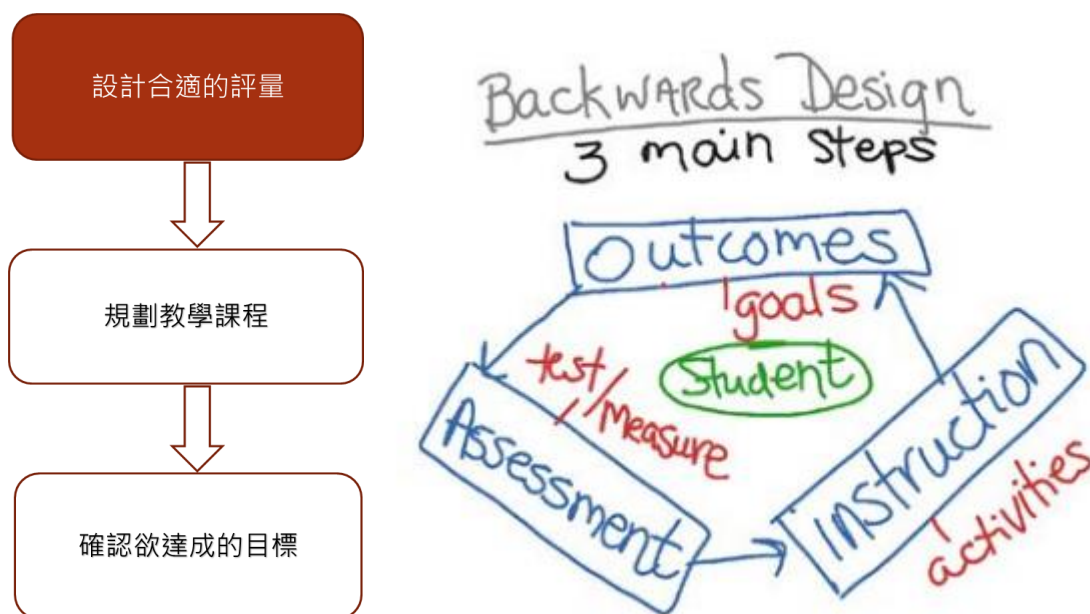 設計合適的評量
規劃教學課程
確認欲達成的目標
Backwards Design
3 main steps
Outcomes
goals
Student
test/measure
Assessment
Instruction
activities